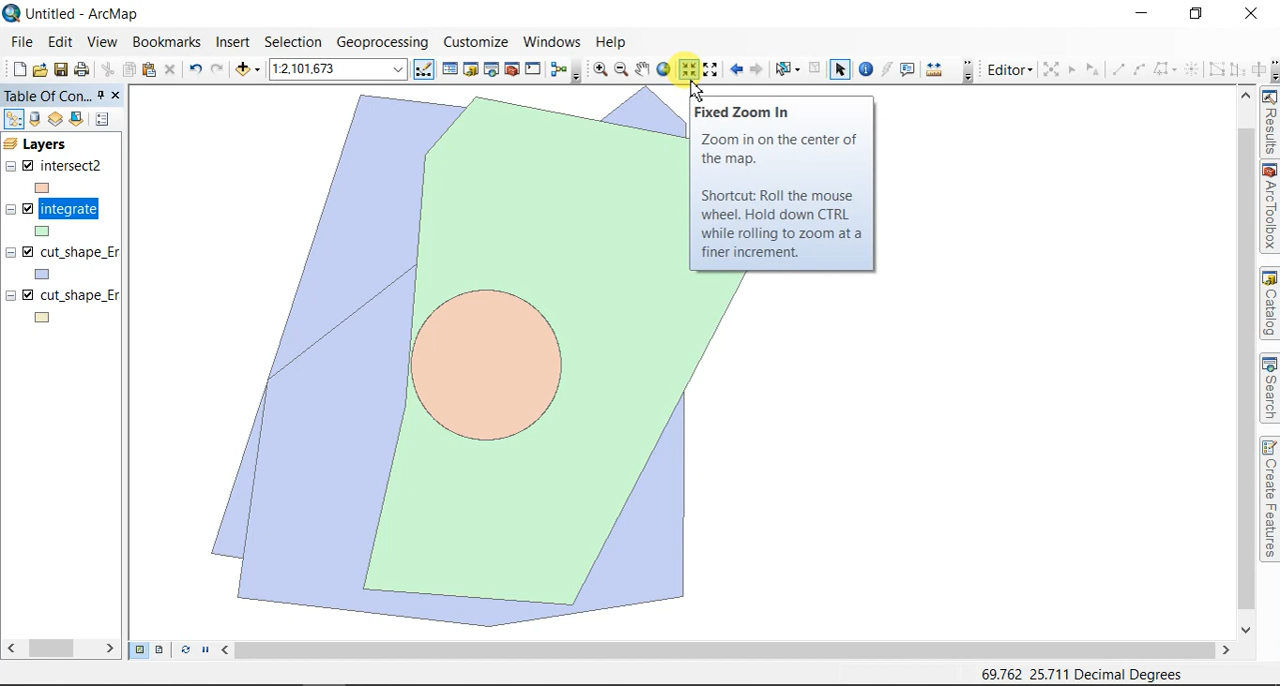 Untitled - ArcMap
File Edit View Bookmarks Insert Selection Geoprocessing Customize Windows Help
1:2,101,673
Editor
Table Of Con...
Layers
intersect2
integrate
cut_shape_Er
cut_shape_Er
Fixed Zoom In
Zoom in on the center of
the map.
Shortcut: Roll the mouse
wheel. Hold down CTRL
while rolling to zoom at a
finer increment.
Results
ArcToolbox
Catalog
Search
Create Features
69.762 25.711 Decimal Degrees